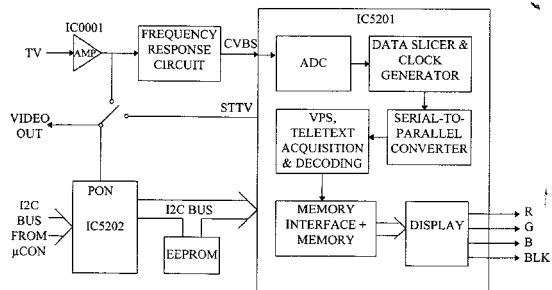 IC0001
IC5201
TV
AMP
FREQUENCY
RESPONSE
CIRCUIT
CVBS
ADC
DATA SLICER &
CLOCK
GENERATOR
VIDEO
OUT
STTV
VPS,
TELETEXT
ACQUISITION
& DECODING
SERIAL-TO-
PARALLEL
CONVERTER
PON
IC5202
I2C
BUS
FROM
µCON
I2C BUS
EEPROM
MEMORY
INTERFACE +
MEMORY
DISPLAY
R
G
B
BLK